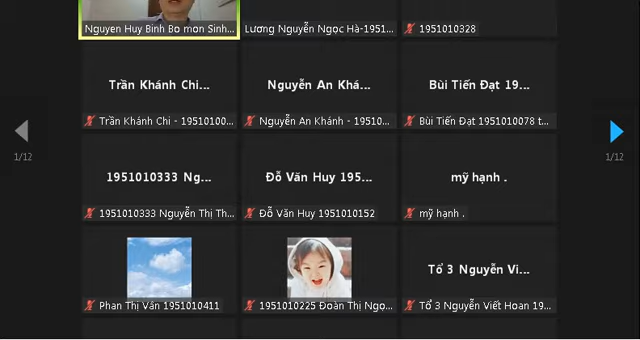 Nguyen Huy Binh Bo mon Sinh...
Lương Nguyễn Ngọc Hà-1951...
1951010328
Trần Khánh Chi...
Nguyễn An Khá...
Bùi Tiến Đạt 19...
Trần Khánh Chi - 19510100...
Nguyễn An Khánh - 19510...
Bùi Tiến Đạt 1951010078 t...
1/12
1/12
1951010333 Ng...
Đỗ Văn Huy 195...
mỹ hạnh .
1951010333 Nguyễn Thị Th...
Đỗ Văn Huy 1951010152
mỹ hạnh .
Tổ 3 Nguyễn Vi...
Phan Thị Vân 1951010411
1951010225 Đoàn Thị Ngọ...
Tổ 3 Nguyễn Viết Hoan 19...